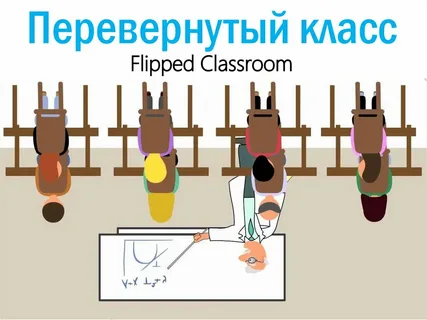 Перевернутый класс
Flipped Classroom